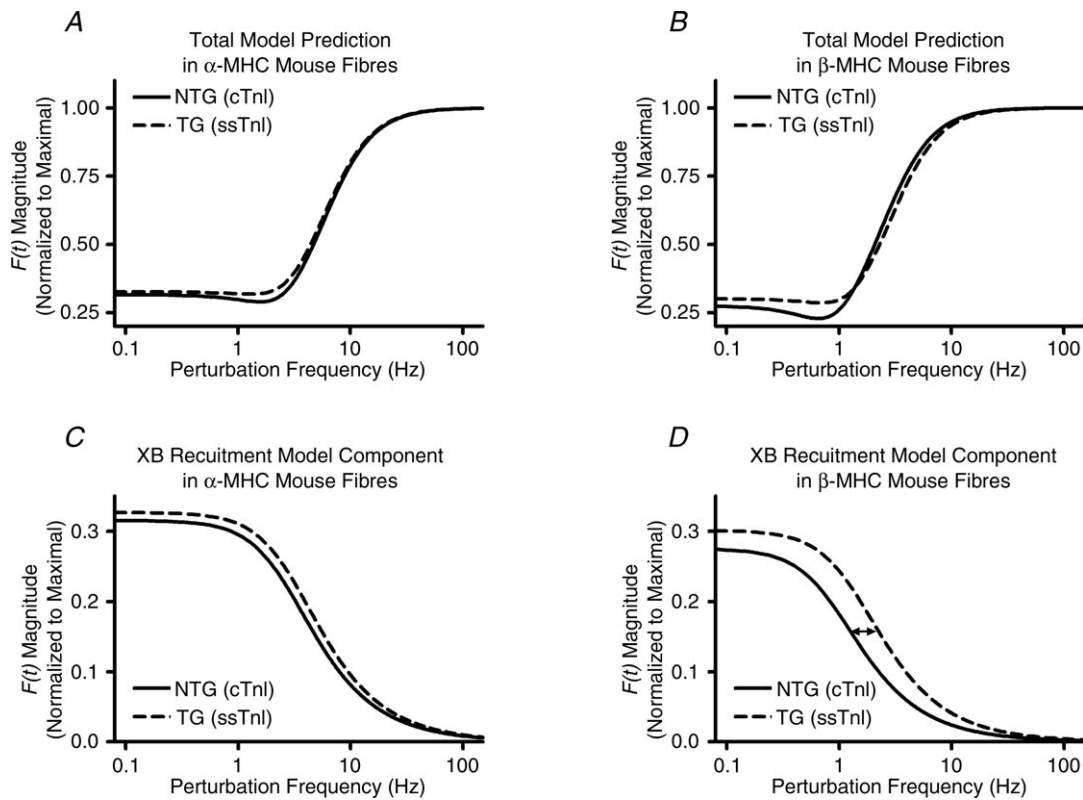 A
Total Model Prediction
in α-MHC Mouse Fibres
F(t) Magnitude
(Normalized to Maximal)
1.00
0.75
0.50
0.25
NTG (cTnI)
TG (ssTnI)
0.1
1
10
100
Perturbation Frequency (Hz)
B
Total Model Prediction
in β-MHC Mouse Fibres
F(t) Magnitude
(Normalized to Maximal)
1.00
0.75
0.50
0.25
NTG (cTnI)
TG (ssTnI)
0.1
1
10
100
Perturbation Frequency (Hz)
C
XB Recuitment Model Component
in α-MHC Mouse Fibres
F(t) Magnitude
(Normalized to Maximal)
0.3
0.2
0.1
0.0
NTG (cTnI)
TG (ssTnI)
0.1
1
10
100
Perturbation Frequency (Hz)
D
XB Recuitment Model Component
in β-MHC Mouse Fibres
F(t) Magnitude
(Normalized to Maximal)
0.3
0.2
0.1
0.0
NTG (cTnI)
TG (ssTnI)
0.1
1
10
100
Perturbation Frequency (Hz)